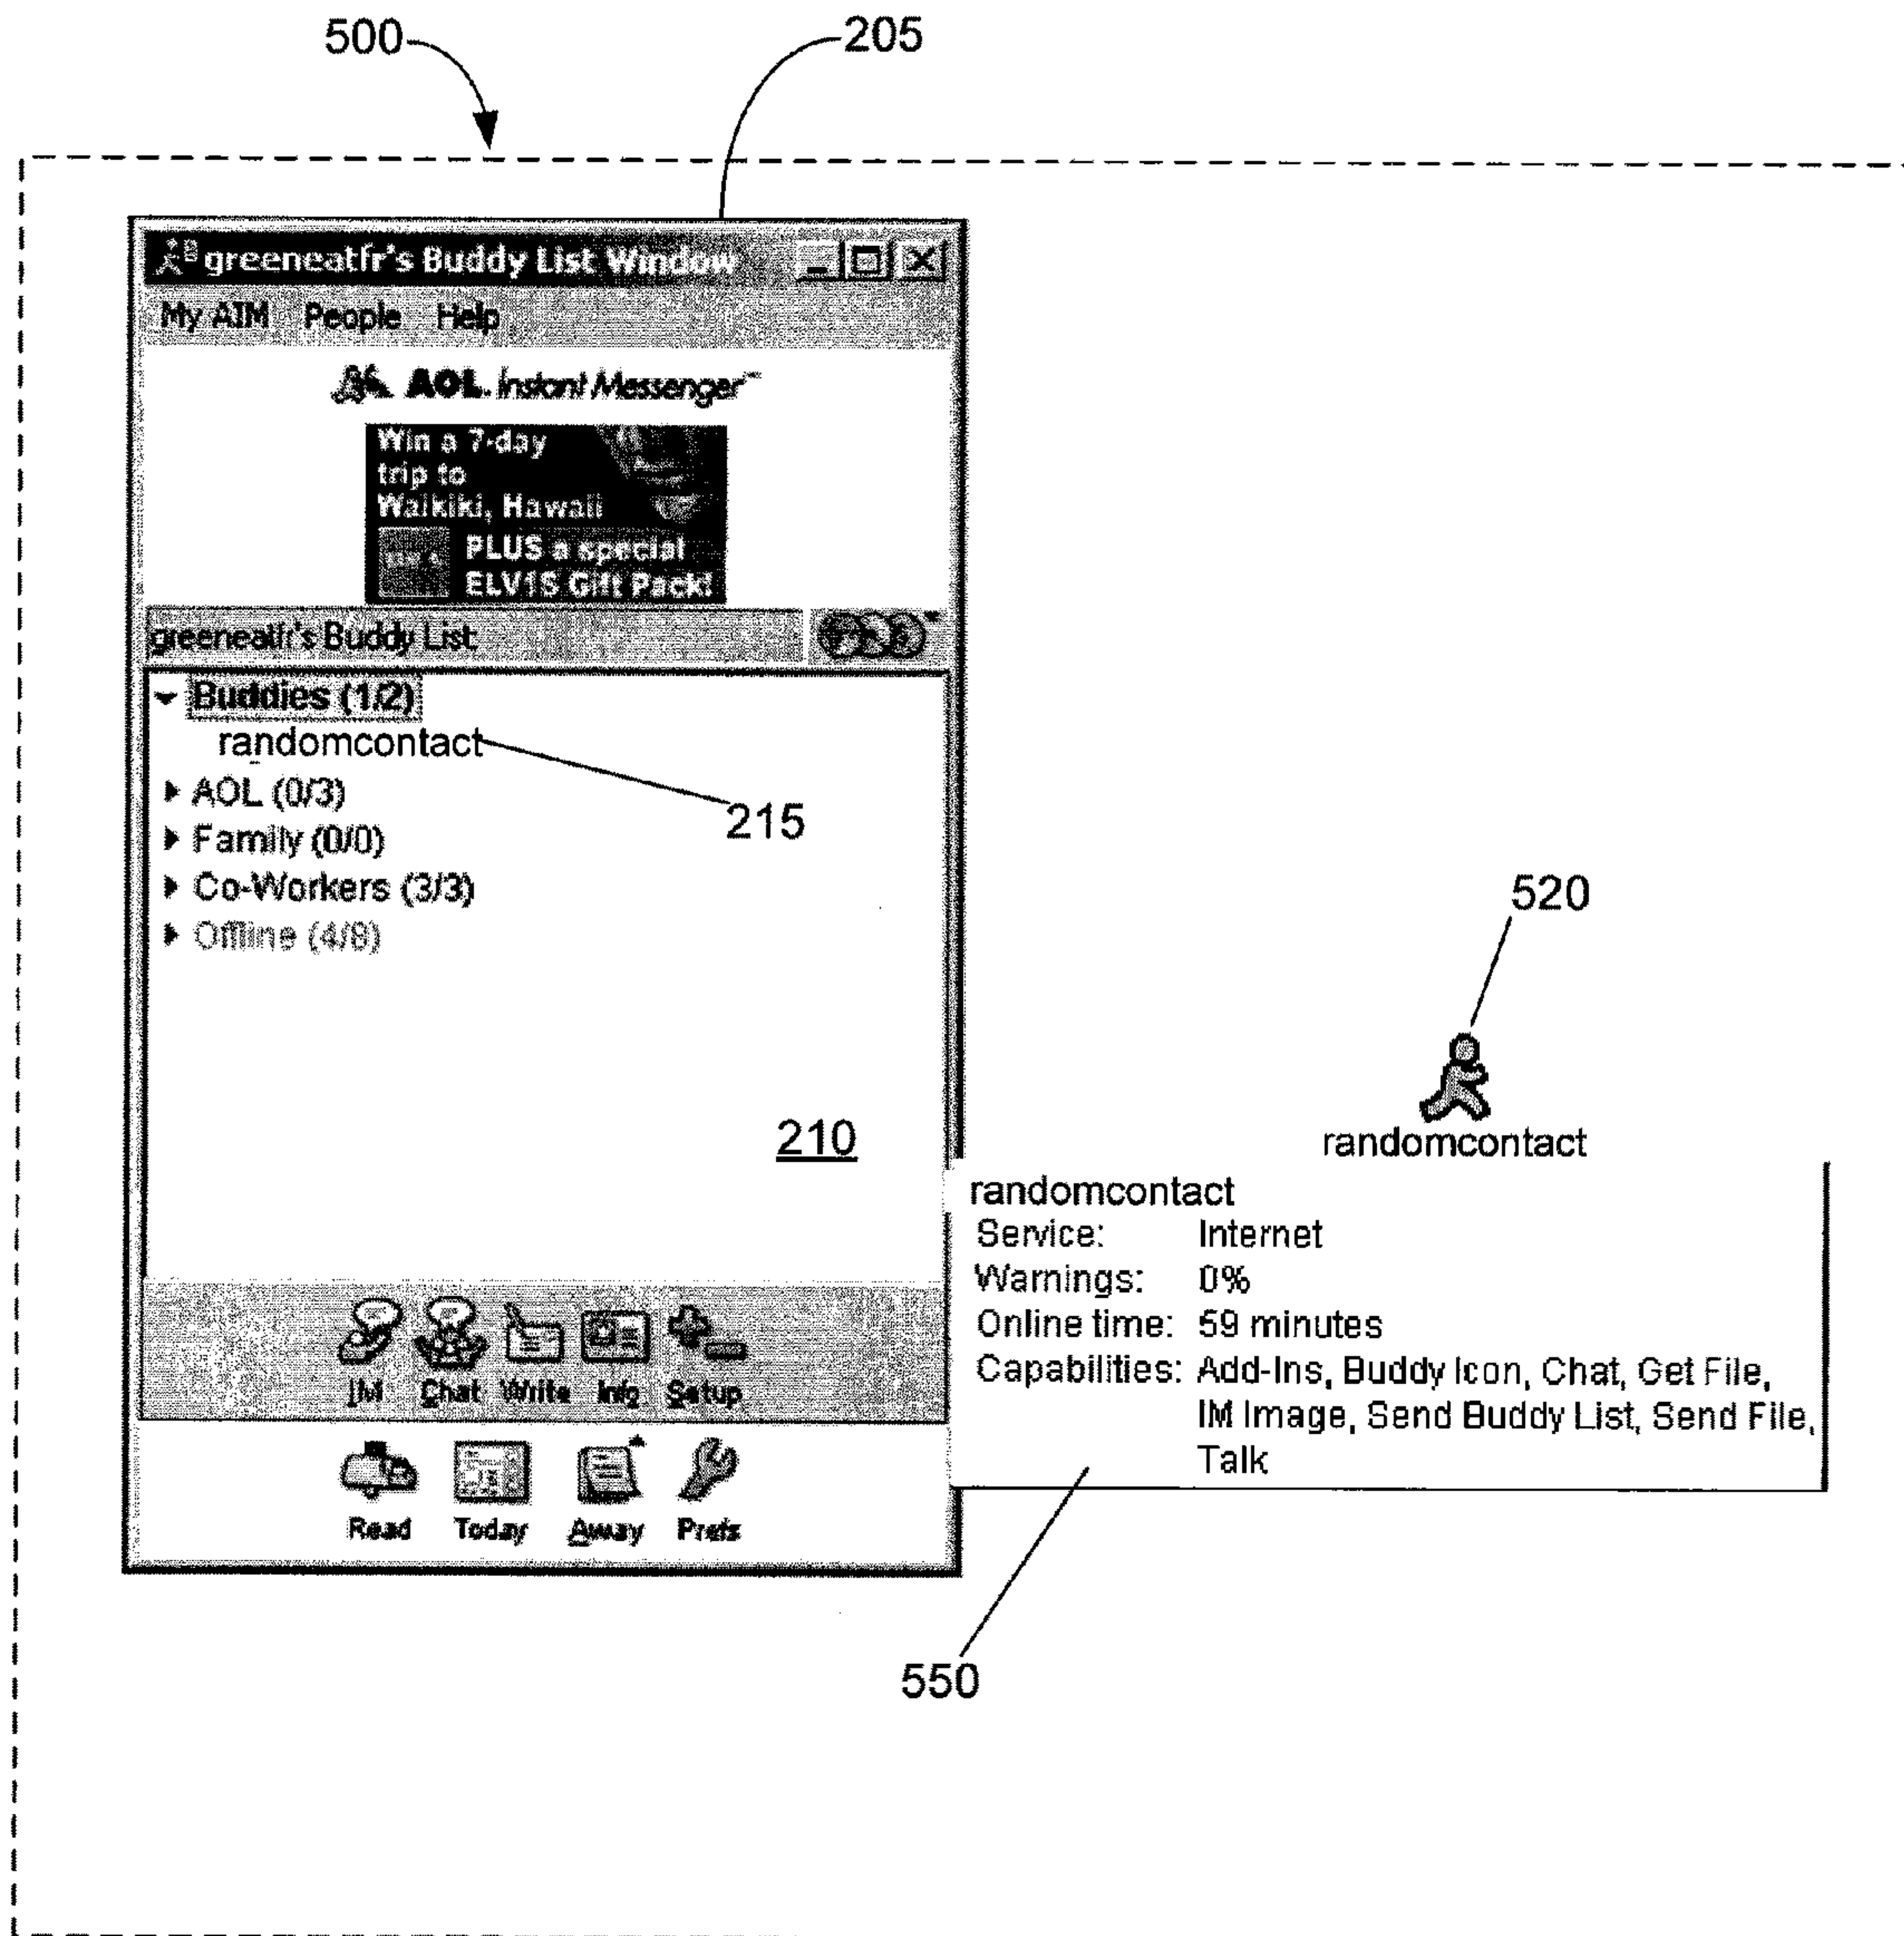 500
205
greeneatfr's Buddy List Window
My AIM People Help
AOL Instant Messenger™
Win a 7-day
trip to
Waikiki, Hawaii
PLUS a special
ELV1S Gift Pack!
greeneatfr's Buddy List
Buddies (1/2)
randomcontact
AOL (0/3)
215
Family (0/0)
Co-Workers (3/3)
520
Offline (4/8)
210
randomcontact
randomcontact
Service: Internet
Warnings: 0%
Online time: 59 minutes
Capabilities: Add-Ins, Buddy Icon, Chat, Get File,
IM Image, Send Buddy List, Send File,
Talk
IM Chat Write Info Setup
Read Today Away Prefs
550